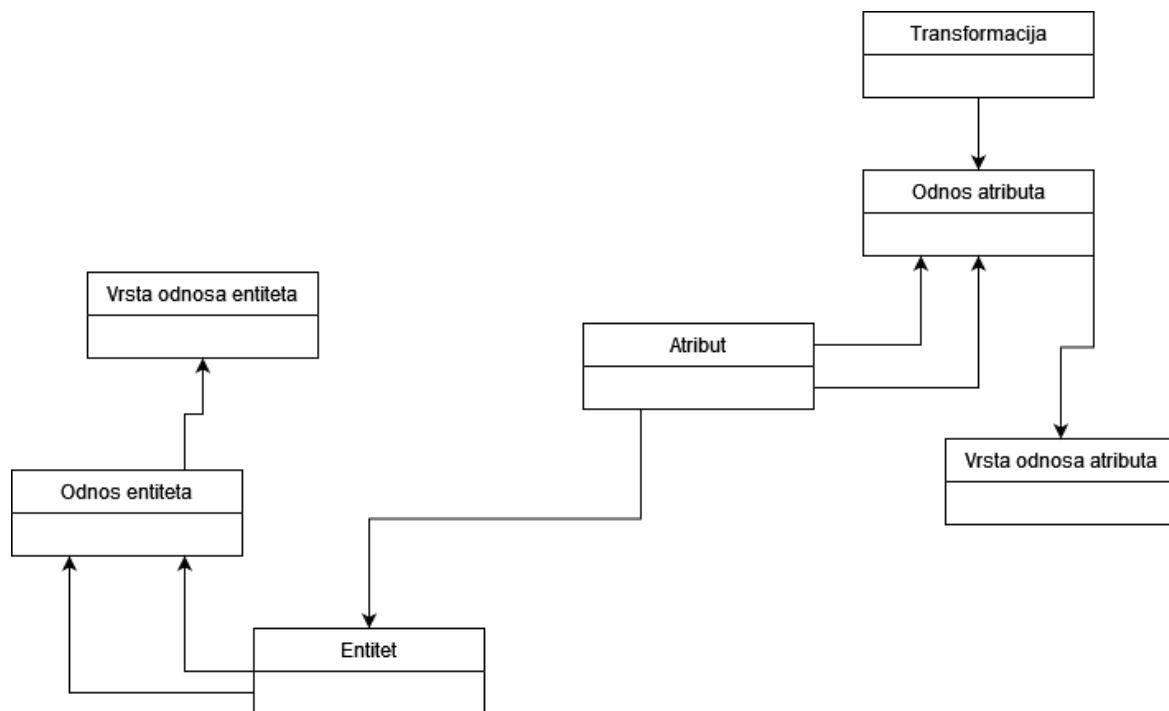 Transformacija
Odnos atributa
Vrsta odnosa entiteta
Atribut
Vrsta odnosa atributa
Odnos entiteta
Entitet